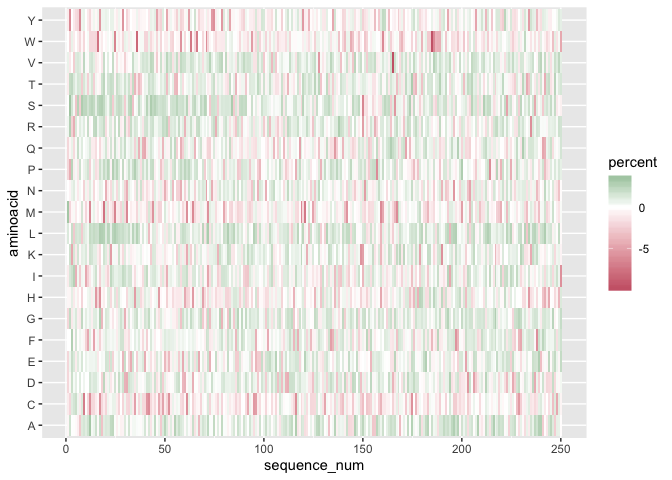 Y
W
V
T
S
R
Q
P
N
M
L
K
I
H
G
F
E
D
C
A
aminoacid
0 50 100 150 200 250
sequence_num
percent
0
-5